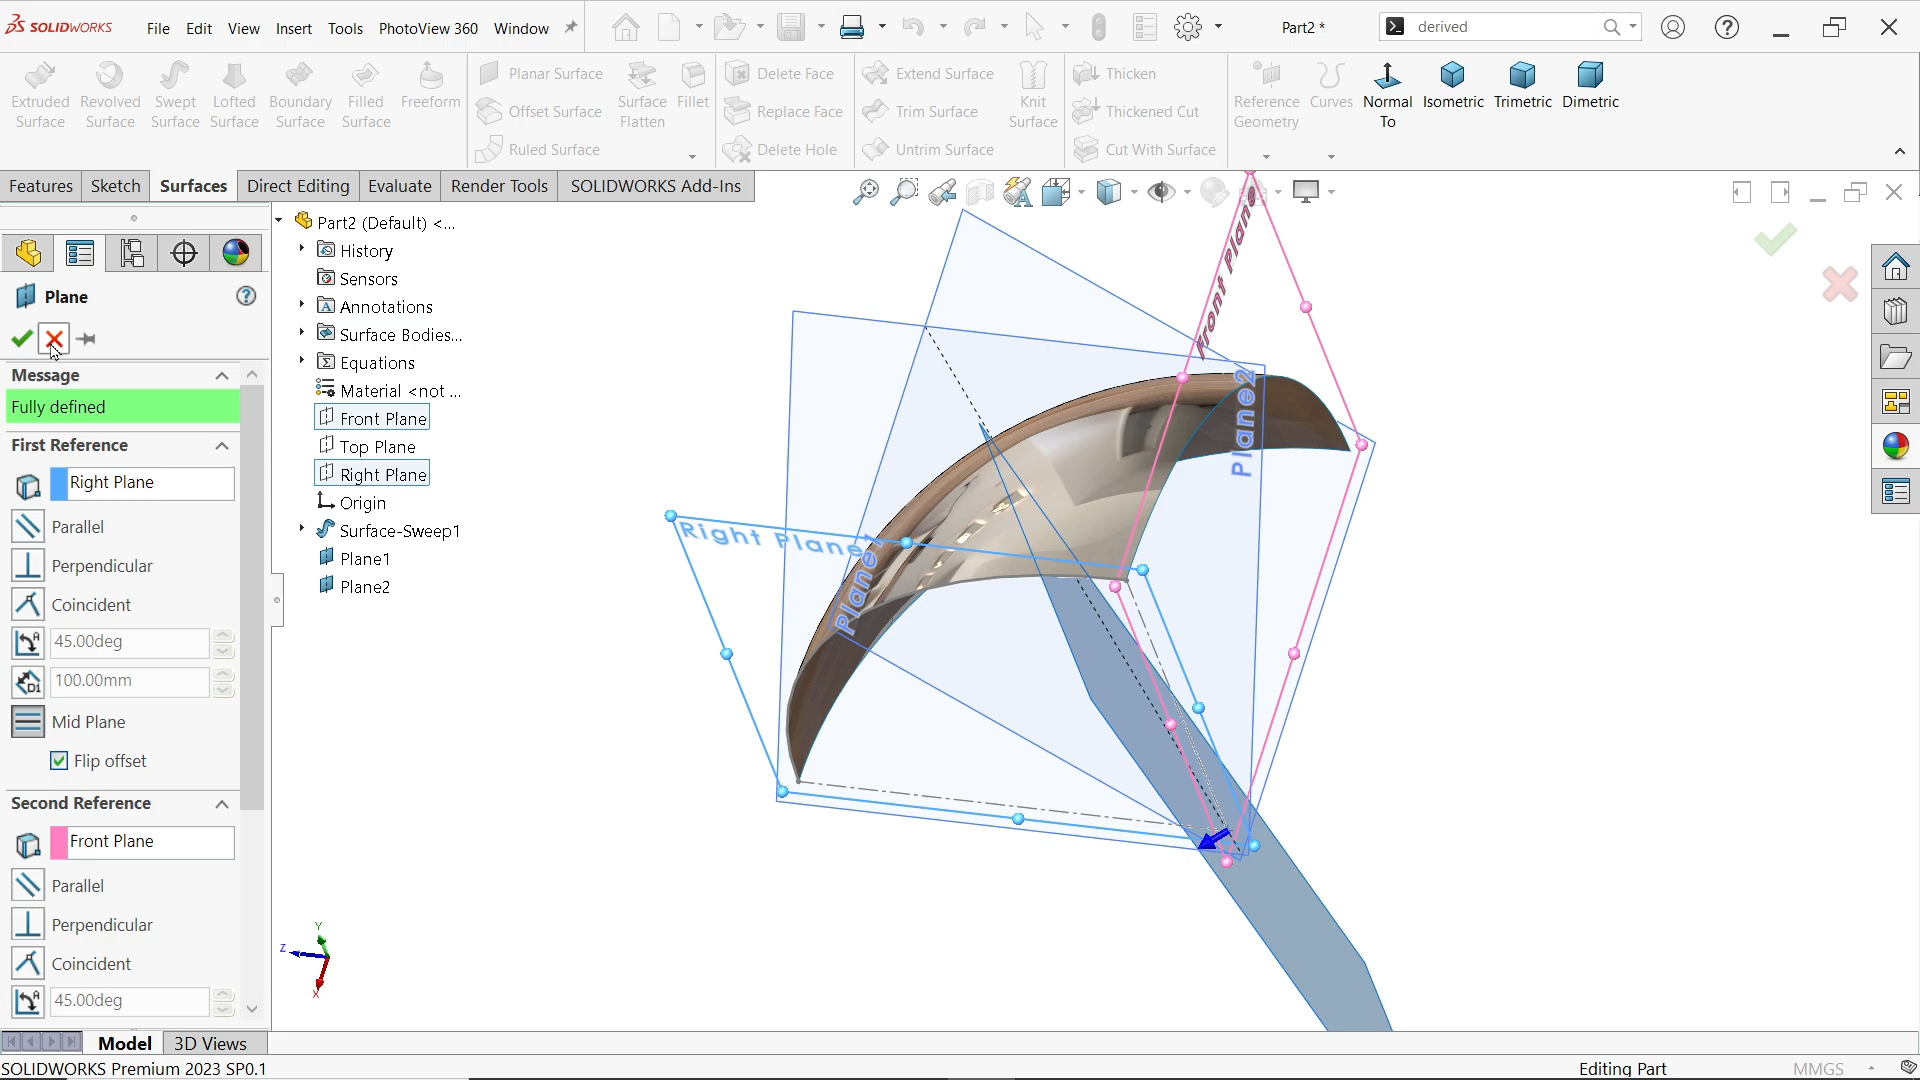 SOLIDWORKS File Edit View Insert Tools PhotoView 360 Window Part2 * derived
Extruded Surface
Revolved Surface
Swept Surface
Lofted Surface
Boundary Surface
Filled Surface
Freeform
Planar Surface
Offset Surface
Ruled Surface
Surface Flatten
Fillet
Delete Face
Replace Face
Delete Hole
Extend Surface
Trim Surface
Untrim Surface
Knit Surface
Thicken
Thickened Cut
Cut With Surface
Reference Geometry
Curves
Normal To
Isometric
Trimetric
Dimetric
Features Sketch Surfaces Direct Editing Evaluate Render Tools SOLIDWORKS Add-Ins
Plane
Message
Fully defined
First Reference
Right Plane
Parallel
Perpendicular
Coincident
45.00deg
D1
100.00mm
Mid Plane
Flip offset
Second Reference
Front Plane
Parallel
Perpendicular
Coincident
45.00deg
Part2 (Default) <...
History
Sensors
Annotations
Surface Bodies...
Equations
Material <not ...
Front Plane
Top Plane
Right Plane
Origin
Surface-Sweep1
Plane1
Plane2
Front Plane
Plane2
Right Plane
Plane1
Y
Z
X
Model 3D Views
SOLIDWORKS Premium 2023 SP0.1 Editing Part MMGS